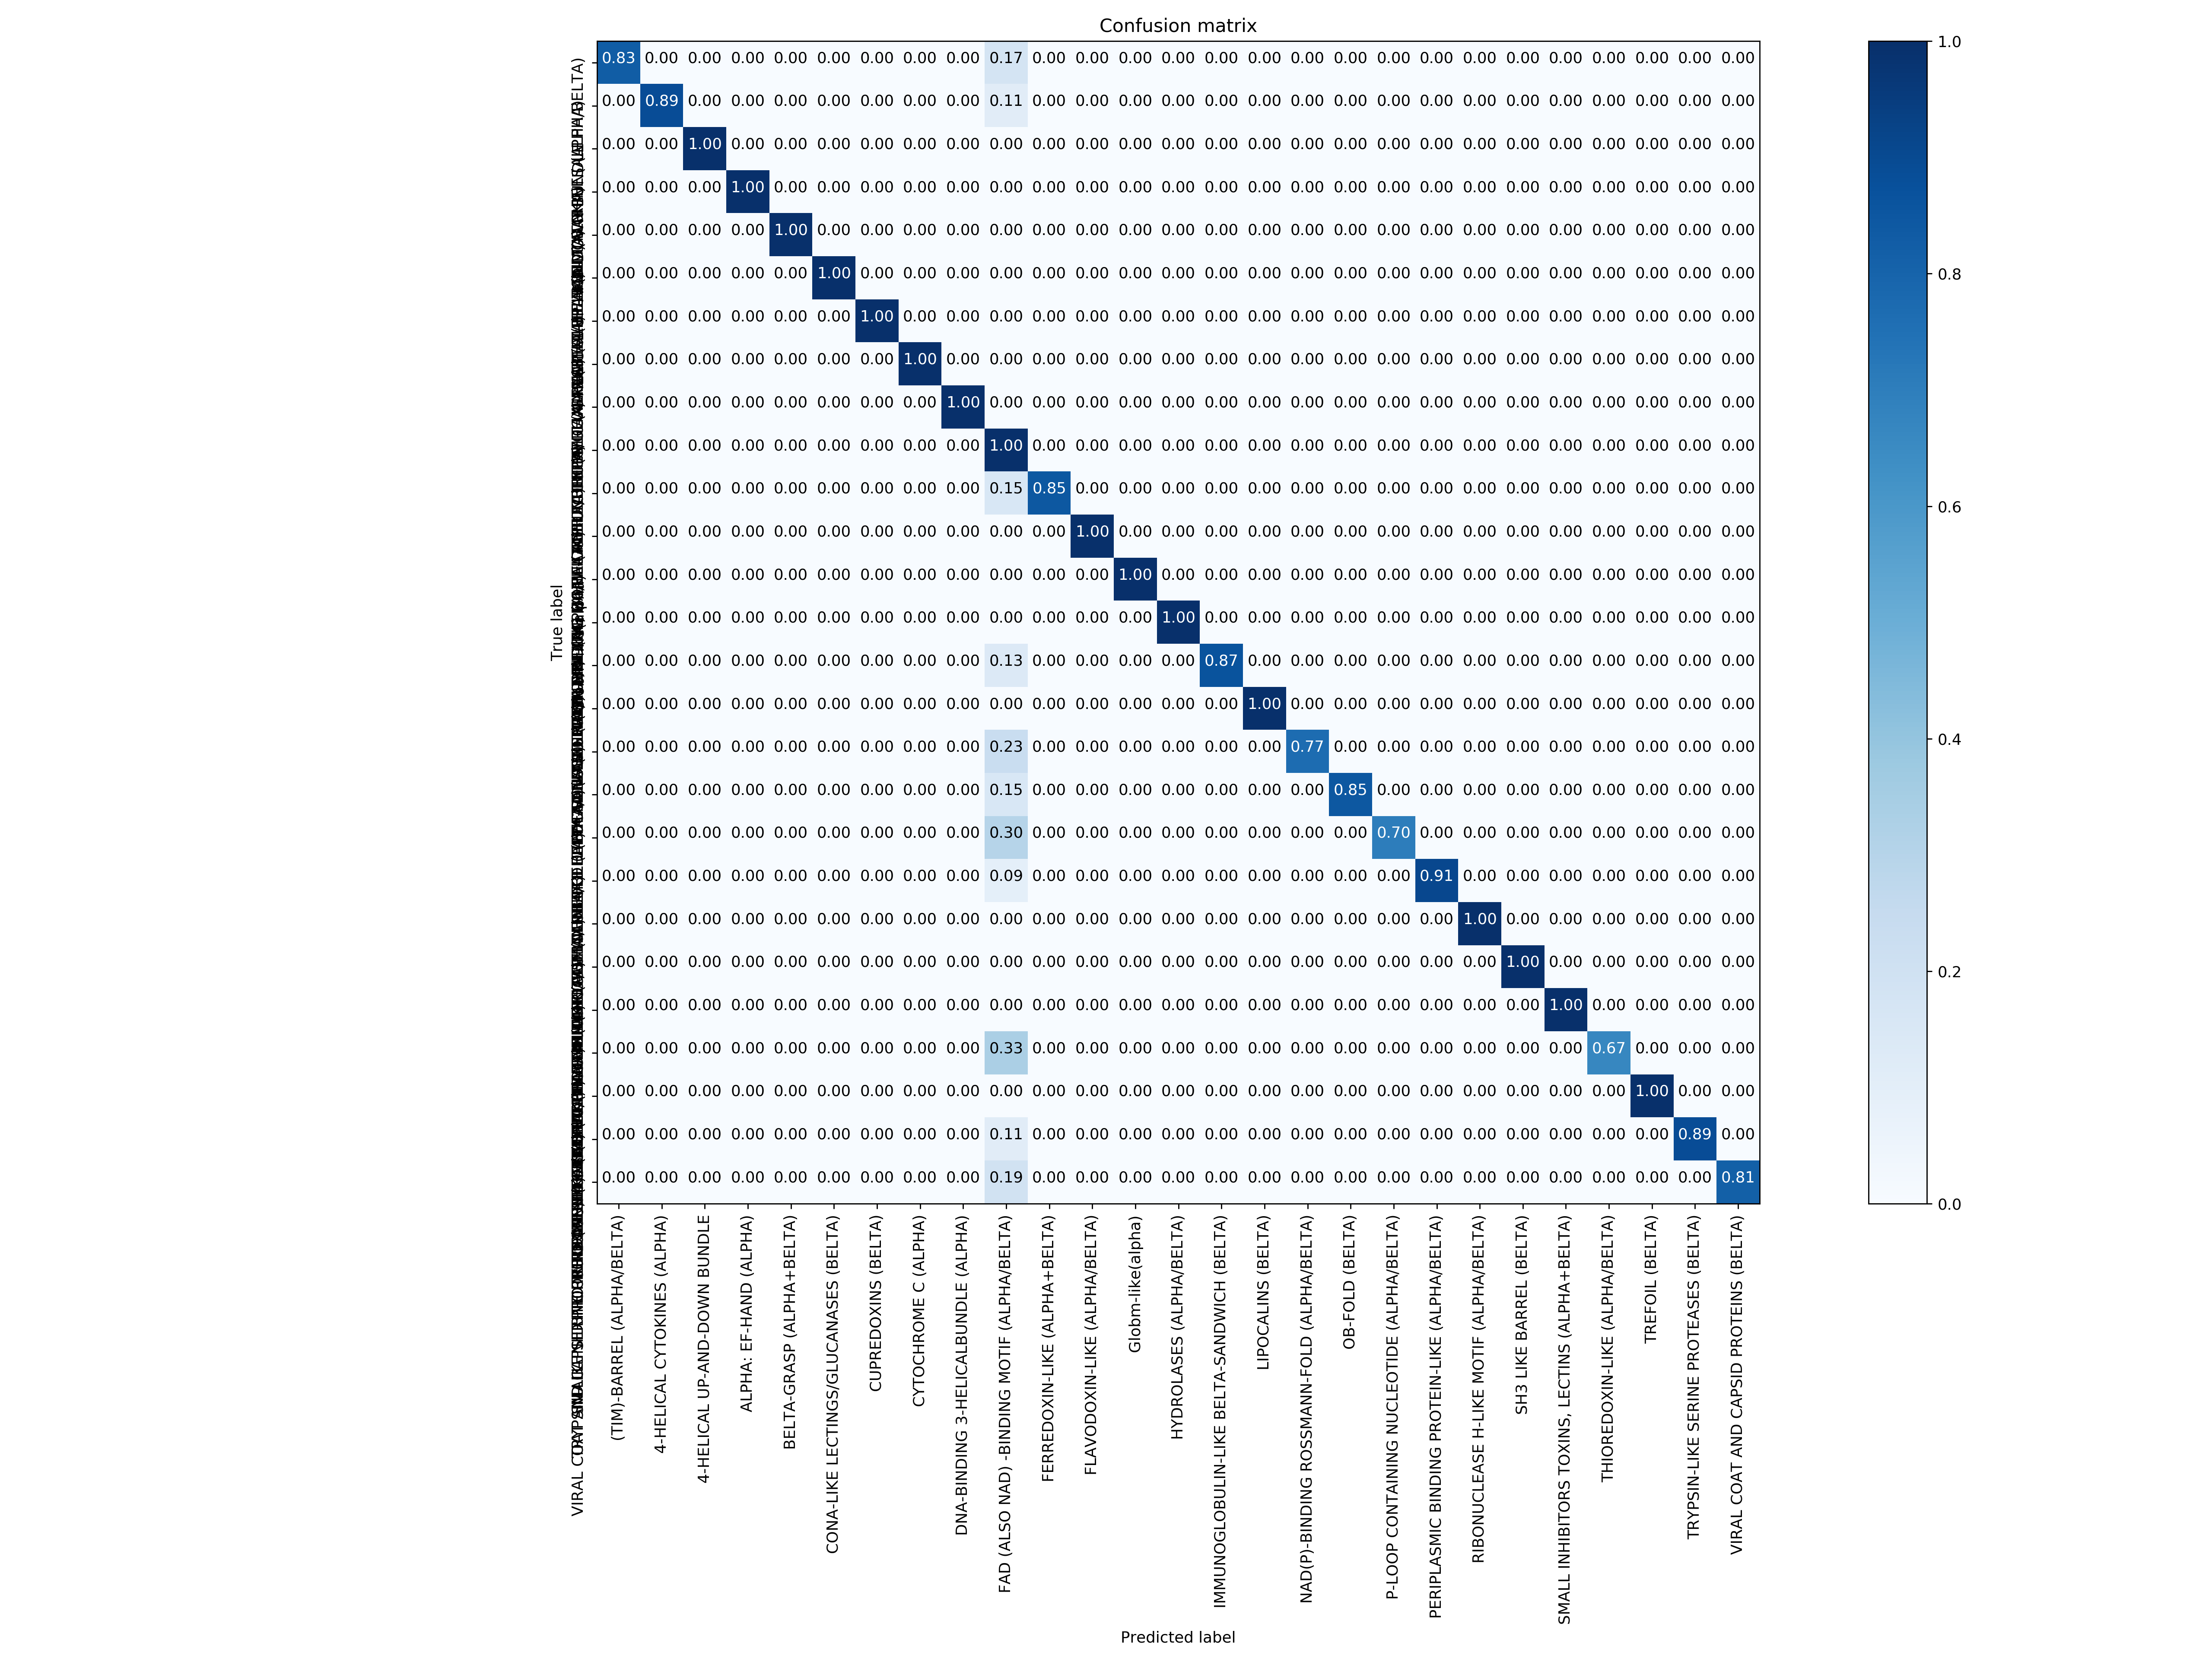 Confusion matrix
True label
0.83 0.00 0.00 0.00 0.00 0.00 0.00 0.00 0.00 0.17 0.00 0.00 0.00 0.00 0.00 0.00 0.00 0.00 0.00 0.00 0.00 0.00 0.00 0.00 0.00 0.00 0.00
0.00 0.89 0.00 0.00 0.00 0.00 0.00 0.00 0.00 0.11 0.00 0.00 0.00 0.00 0.00 0.00 0.00 0.00 0.00 0.00 0.00 0.00 0.00 0.00 0.00 0.00 0.00
0.00 0.00 1.00 0.00 0.00 0.00 0.00 0.00 0.00 0.00 0.00 0.00 0.00 0.00 0.00 0.00 0.00 0.00 0.00 0.00 0.00 0.00 0.00 0.00 0.00 0.00 0.00
0.00 0.00 0.00 1.00 0.00 0.00 0.00 0.00 0.00 0.00 0.00 0.00 0.00 0.00 0.00 0.00 0.00 0.00 0.00 0.00 0.00 0.00 0.00 0.00 0.00 0.00 0.00
0.00 0.00 0.00 0.00 1.00 0.00 0.00 0.00 0.00 0.00 0.00 0.00 0.00 0.00 0.00 0.00 0.00 0.00 0.00 0.00 0.00 0.00 0.00 0.00 0.00 0.00 0.00
0.00 0.00 0.00 0.00 0.00 1.00 0.00 0.00 0.00 0.00 0.00 0.00 0.00 0.00 0.00 0.00 0.00 0.00 0.00 0.00 0.00 0.00 0.00 0.00 0.00 0.00 0.00
0.00 0.00 0.00 0.00 0.00 0.00 1.00 0.00 0.00 0.00 0.00 0.00 0.00 0.00 0.00 0.00 0.00 0.00 0.00 0.00 0.00 0.00 0.00 0.00 0.00 0.00 0.00
0.00 0.00 0.00 0.00 0.00 0.00 0.00 1.00 0.00 0.00 0.00 0.00 0.00 0.00 0.00 0.00 0.00 0.00 0.00 0.00 0.00 0.00 0.00 0.00 0.00 0.00 0.00
0.00 0.00 0.00 0.00 0.00 0.00 0.00 0.00 1.00 0.00 0.00 0.00 0.00 0.00 0.00 0.00 0.00 0.00 0.00 0.00 0.00 0.00 0.00 0.00 0.00 0.00 0.00
0.00 0.00 0.00 0.00 0.00 0.00 0.00 0.00 0.00 1.00 0.00 0.00 0.00 0.00 0.00 0.00 0.00 0.00 0.00 0.00 0.00 0.00 0.00 0.00 0.00 0.00 0.00
0.00 0.00 0.00 0.00 0.00 0.00 0.00 0.00 0.00 0.15 0.85 0.00 0.00 0.00 0.00 0.00 0.00 0.00 0.00 0.00 0.00 0.00 0.00 0.00 0.00 0.00 0.00
0.00 0.00 0.00 0.00 0.00 0.00 0.00 0.00 0.00 0.00 0.00 1.00 0.00 0.00 0.00 0.00 0.00 0.00 0.00 0.00 0.00 0.00 0.00 0.00 0.00 0.00 0.00
0.00 0.00 0.00 0.00 0.00 0.00 0.00 0.00 0.00 0.00 0.00 0.00 1.00 0.00 0.00 0.00 0.00 0.00 0.00 0.00 0.00 0.00 0.00 0.00 0.00 0.00 0.00
0.00 0.00 0.00 0.00 0.00 0.00 0.00 0.00 0.00 0.00 0.00 0.00 0.00 1.00 0.00 0.00 0.00 0.00 0.00 0.00 0.00 0.00 0.00 0.00 0.00 0.00 0.00
0.00 0.00 0.00 0.00 0.00 0.00 0.00 0.00 0.00 0.13 0.00 0.00 0.00 0.00 0.87 0.00 0.00 0.00 0.00 0.00 0.00 0.00 0.00 0.00 0.00 0.00 0.00
0.00 0.00 0.00 0.00 0.00 0.00 0.00 0.00 0.00 0.00 0.00 0.00 0.00 0.00 0.00 1.00 0.00 0.00 0.00 0.00 0.00 0.00 0.00 0.00 0.00 0.00 0.00
0.00 0.00 0.00 0.00 0.00 0.00 0.00 0.00 0.00 0.23 0.00 0.00 0.00 0.00 0.00 0.00 0.77 0.00 0.00 0.00 0.00 0.00 0.00 0.00 0.00 0.00 0.00
0.00 0.00 0.00 0.00 0.00 0.00 0.00 0.00 0.00 0.15 0.00 0.00 0.00 0.00 0.00 0.00 0.00 0.85 0.00 0.00 0.00 0.00 0.00 0.00 0.00 0.00 0.00
0.00 0.00 0.00 0.00 0.00 0.00 0.00 0.00 0.00 0.30 0.00 0.00 0.00 0.00 0.00 0.00 0.00 0.00 0.70 0.00 0.00 0.00 0.00 0.00 0.00 0.00 0.00
0.00 0.00 0.00 0.00 0.00 0.00 0.00 0.00 0.00 0.09 0.00 0.00 0.00 0.00 0.00 0.00 0.00 0.00 0.00 0.91 0.00 0.00 0.00 0.00 0.00 0.00 0.00
0.00 0.00 0.00 0.00 0.00 0.00 0.00 0.00 0.00 0.00 0.00 0.00 0.00 0.00 0.00 0.00 0.00 0.00 0.00 0.00 1.00 0.00 0.00 0.00 0.00 0.00 0.00
0.00 0.00 0.00 0.00 0.00 0.00 0.00 0.00 0.00 0.00 0.00 0.00 0.00 0.00 0.00 0.00 0.00 0.00 0.00 0.00 0.00 1.00 0.00 0.00 0.00 0.00 0.00
0.00 0.00 0.00 0.00 0.00 0.00 0.00 0.00 0.00 0.00 0.00 0.00 0.00 0.00 0.00 0.00 0.00 0.00 0.00 0.00 0.00 0.00 1.00 0.00 0.00 0.00 0.00
0.00 0.00 0.00 0.00 0.00 0.00 0.00 0.00 0.00 0.33 0.00 0.00 0.00 0.00 0.00 0.00 0.00 0.00 0.00 0.00 0.00 0.00 0.00 0.67 0.00 0.00 0.00
0.00 0.00 0.00 0.00 0.00 0.00 0.00 0.00 0.00 0.00 0.00 0.00 0.00 0.00 0.00 0.00 0.00 0.00 0.00 0.00 0.00 0.00 0.00 0.00 1.00 0.00 0.00
0.00 0.00 0.00 0.00 0.00 0.00 0.00 0.00 0.00 0.11 0.00 0.00 0.00 0.00 0.00 0.00 0.00 0.00 0.00 0.00 0.00 0.00 0.00 0.00 0.00 0.89 0.00
0.00 0.00 0.00 0.00 0.00 0.00 0.00 0.00 0.00 0.19 0.00 0.00 0.00 0.00 0.00 0.00 0.00 0.00 0.00 0.00 0.00 0.00 0.00 0.00 0.00 0.00 0.81
1.0
0.8
0.6
0.4
0.2
0.0
(TIM)-BARREL (ALPHA/BELTA)
4-HELICAL CYTOKINES (ALPHA)
4-HELICAL UP-AND-DOWN BUNDLE
ALPHA: EF-HAND (ALPHA)
BELTA-GRASP (ALPHA+BELTA)
CONA-LIKE LECTINGS/GLUCANASES (BELTA)
CUPREDOXINS (BELTA)
CYTOCHROME C (ALPHA)
DNA-BINDING 3-HELICALBUNDLE (ALPHA)
FAD (ALSO NAD) -BINDING MOTIF (ALPHA/BELTA)
FERREDOXIN-LIKE (ALPHA+BELTA)
FLAVODOXIN-LIKE (ALPHA/BELTA)
Globm-like(alpha)
HYDROLASES (ALPHA/BELTA)
IMMUNOGLOBULIN-LIKE BELTA-SANDWICH (BELTA)
LIPOCALINS (BELTA)
NAD(P)-BINDING ROSSMANN-FOLD (ALPHA/BELTA)
OB-FOLD (BELTA)
P-LOOP CONTAINING NUCLEOTIDE (ALPHA/BELTA)
PERIPLASMIC BINDING PROTEIN-LIKE (ALPHA/BELTA)
RIBONUCLEASE H-LIKE MOTIF (ALPHA/BELTA)
SH3 LIKE BARREL (BELTA)
SMALL INHIBITORS TOXINS, LECTINS (ALPHA+BELTA)
THIOREDOXIN-LIKE (ALPHA/BELTA)
TREFOIL (BELTA)
TRYPSIN-LIKE SERINE PROTEASES (BELTA)
VIRAL COAT AND CAPSID PROTEINS (BELTA)
Predicted label